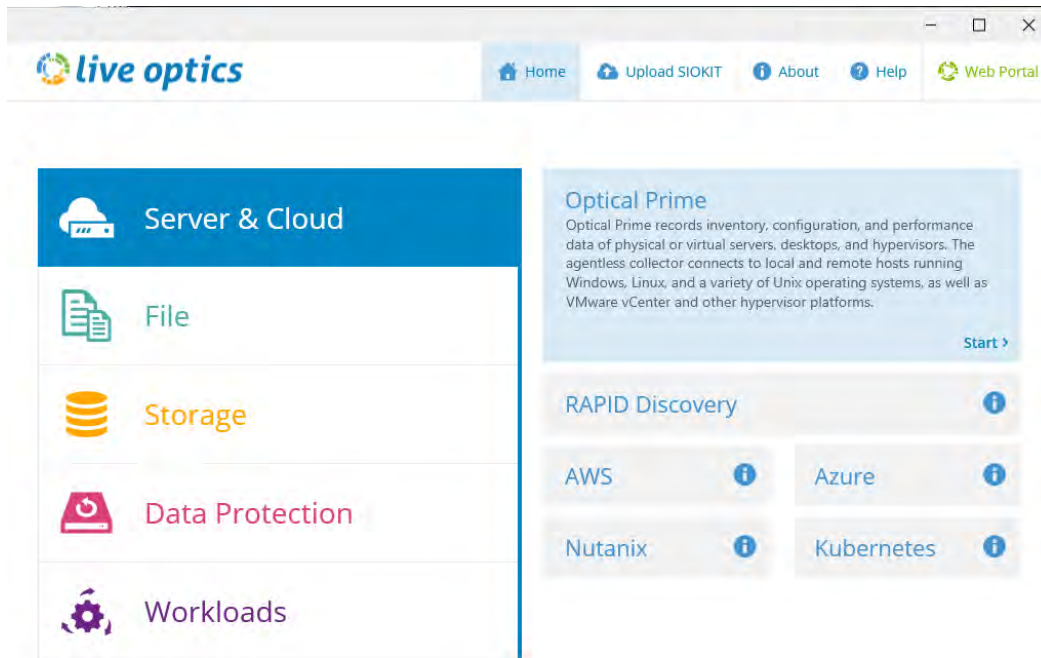 live optics
Home
Upload SIOKIT
About
Help
Web Portal
Server & Cloud
File
Storage
Data Protection
Workloads
Optical Prime
Optical Prime records inventory, configuration, and performance
data of physical or virtual servers, desktops, and hypervisors. The
agentless collector connects to local and remote hosts running
Windows, Linux, and a variety of Unix operating systems, as well as
VMware vCenter and other hypervisor platforms.
Start >
RAPID Discovery
AWS
Azure
Nutanix
Kubernetes